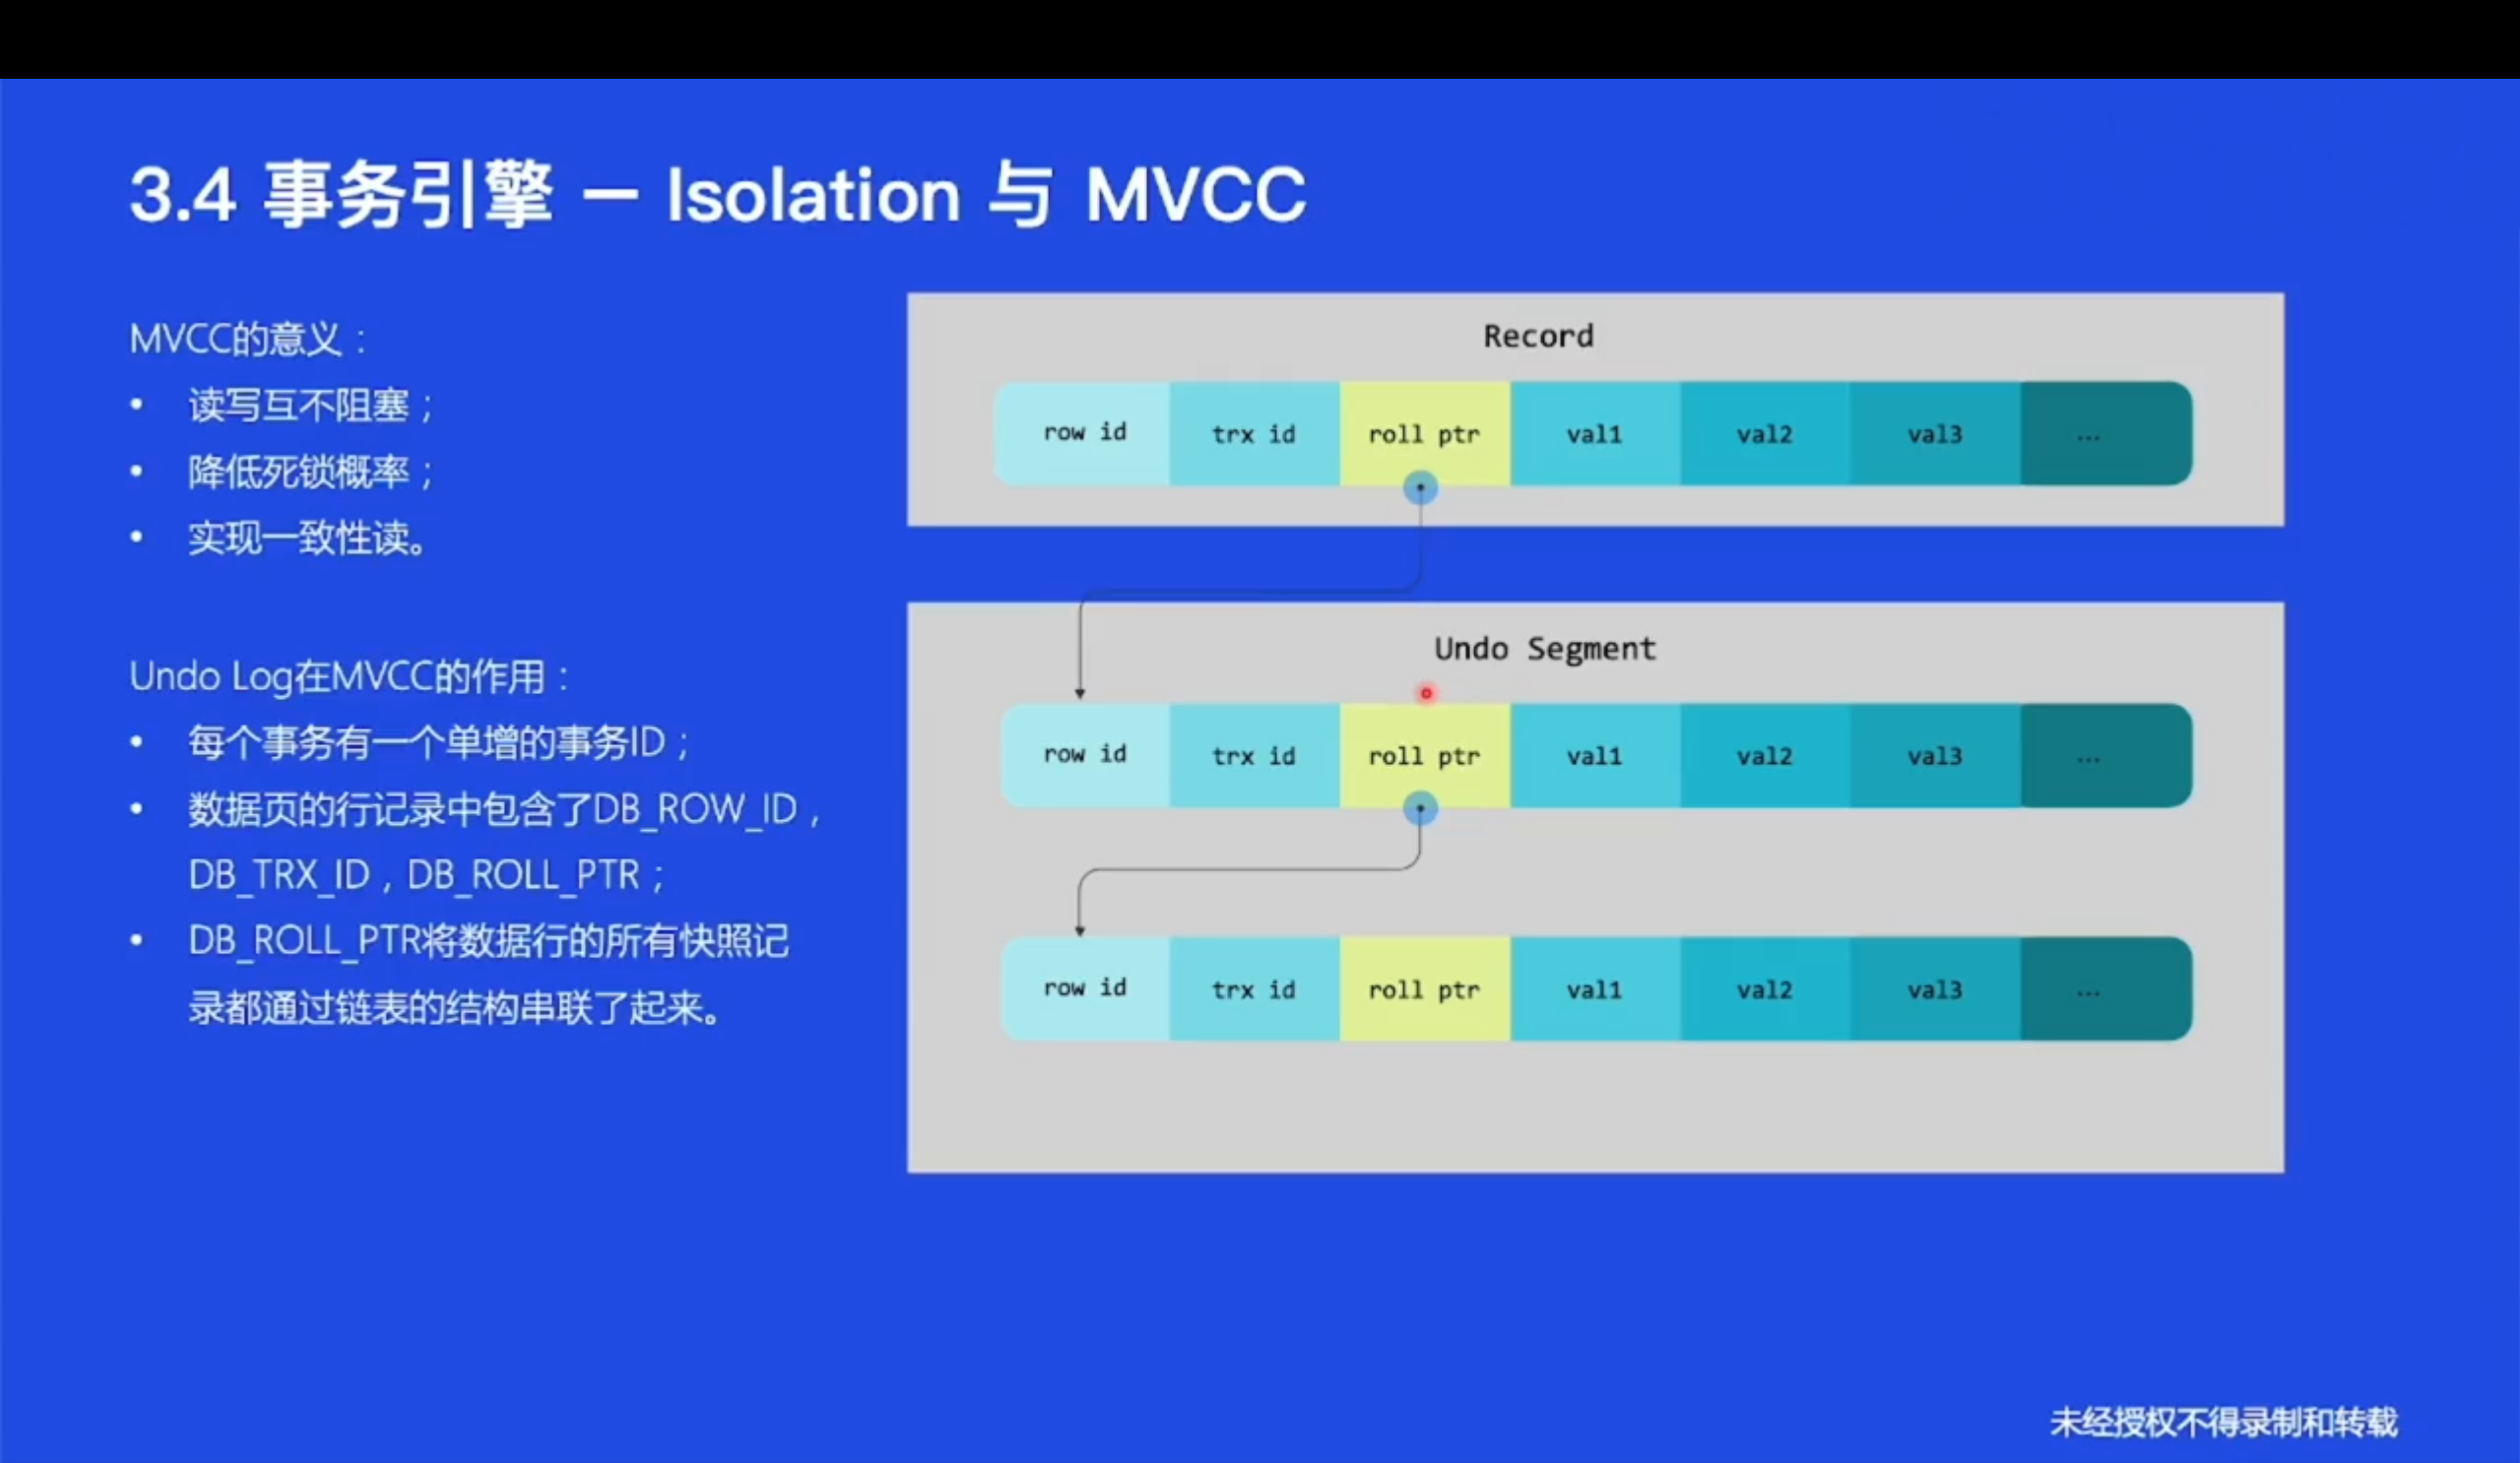 3.4 事务引擎 — Isolation 与 MVCC
MVCC的意义：
• 读写互不阻塞；
• 降低死锁概率；
• 实现一致性读。
Undo Log在MVCC的作用：
• 每个事务有一个单增的事务ID；
• 数据页的行记录中包含了DB_ROW_ID，
DB_TRX_ID，DB_ROLL_PTR；
• DB_ROLL_PTR将数据行的所有快照记
录都通过链表的结构串联了起来。
Record
row id trx id roll ptr val1 val2 val3 ...
Undo Segment
row id trx id roll ptr val1 val2 val3 ...
row id trx id roll ptr val1 val2 val3 ...
未经授权不得录制和转载